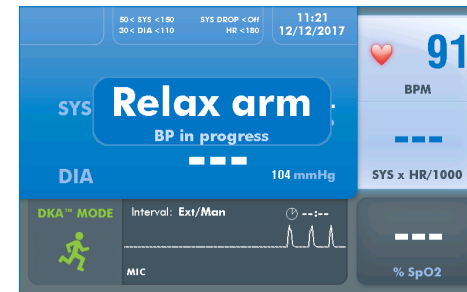 50< SYS <150 SYS DROP <Off
30< DIA <110 HR <180
11:21
12/12/2017
91
BPM
SYS
Relax arm
BP in progress
---
DIA
104 mmHg
---
SYS x HR/1000
DKA™ MODE
Interval: Ext/Man
--:--
MIC
---
% SpO2